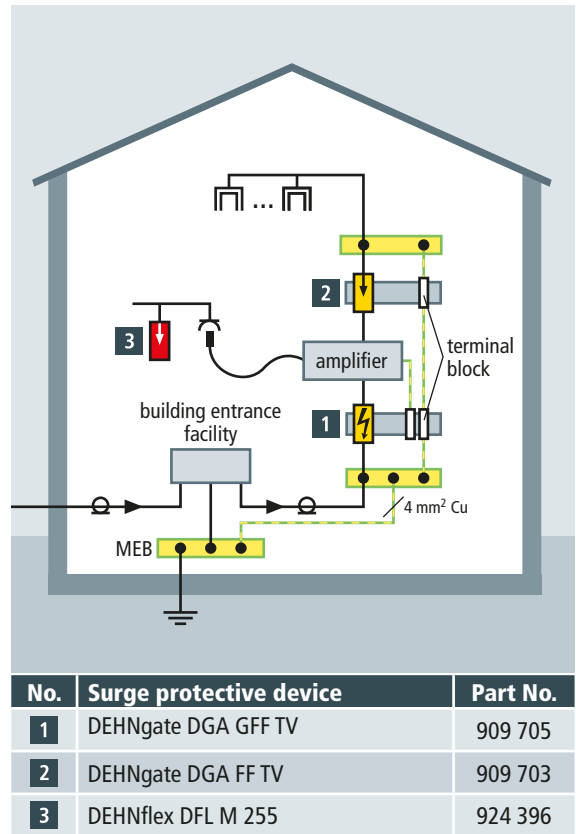 ...
2
terminal
block
3
amplifier
building entrance
facility
1
4 mm² Cu
MEB
No. Surge protective device Part No.
1 DEHNgate DGA GFF TV 909 705
2 DEHNgate DGA FF TV 909 703
3 DEHNflex DFL M 255 924 396